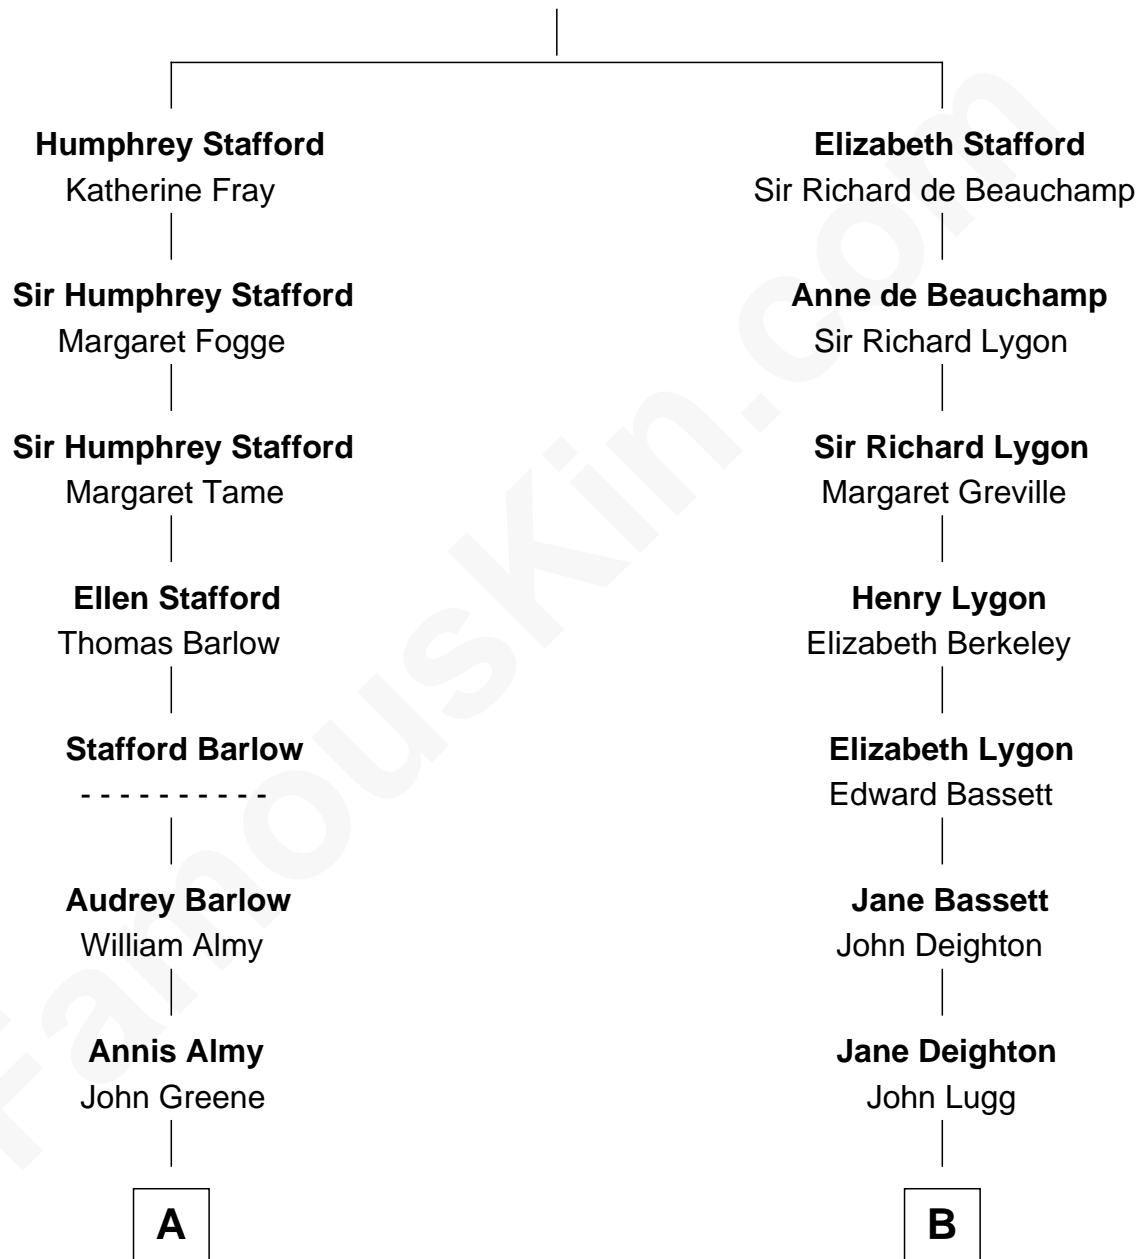 Humphrey Stafford
Katherine Fray
Sir Humphrey Stafford
Margaret Fogge
Sir Humphrey Stafford
Margaret Tame
Ellen Stafford
Thomas Barlow
Stafford Barlow
- - - - - - - - - -
Audrey Barlow
William Almy
Annis Almy
John Greene
A
Elizabeth Stafford
Sir Richard de Beauchamp
Anne de Beauchamp
Sir Richard Lygon
Sir Richard Lygon
Margaret Greville
Henry Lygon
Elizabeth Berkeley
Elizabeth Lygon
Edward Bassett
Jane Bassett
John Deighton
Jane Deighton
John Lugg
B
FamousKin.com